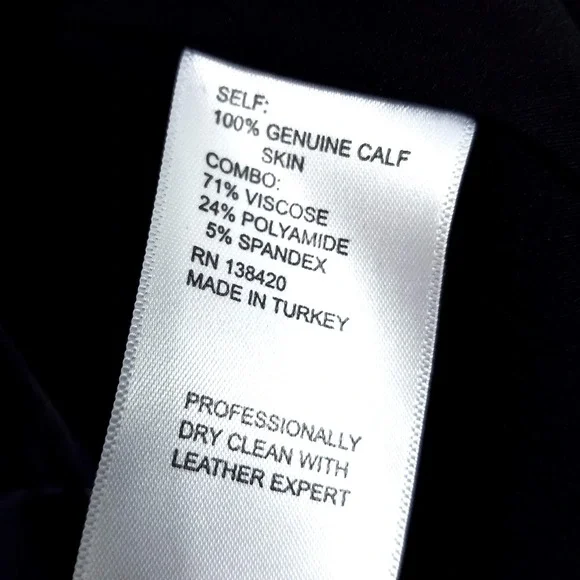 SELF:
100% GENUINE CALF
SKIN
COMBO:
71% VISCOSE
24% POLYAMIDE
5% SPANDEX
RN 138420
MADE IN TURKEY
PROFESSIONALLY
DRY CLEAN WITH
LEATHER EXPERT